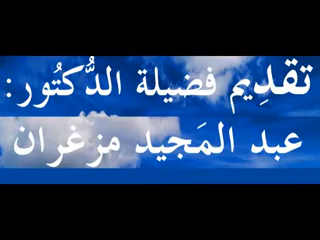 تقدِيم فضيلة الدُّكتُور:
عبد المَجيد مزغران